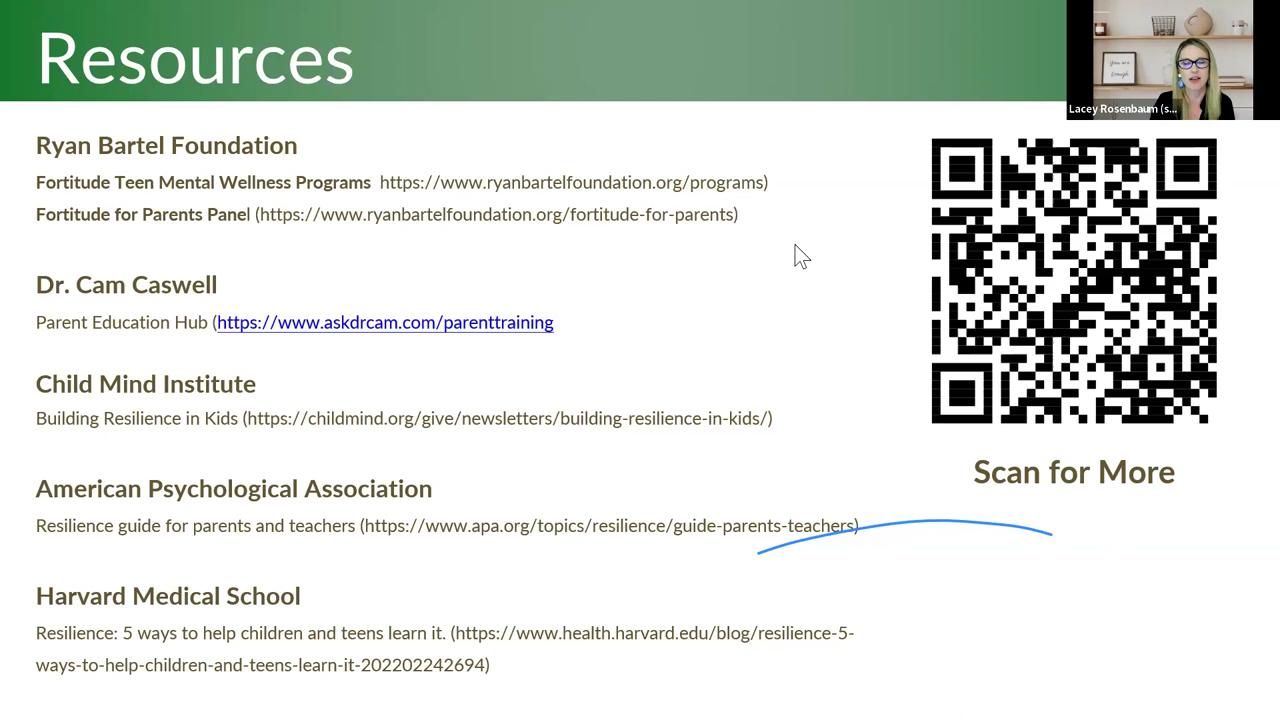 Resources
you are
enough
Lacey Rosenbaum (s...
Ryan Bartel Foundation
Fortitude Teen Mental Wellness Programs  https://www.ryanbartelfoundation.org/programs)
Fortitude for Parents Panel (https://www.ryanbartelfoundation.org/fortitude-for-parents)
Dr. Cam Caswell
Parent Education Hub (https://www.askdrcam.com/parenttraining
Child Mind Institute
Building Resilience in Kids (https://childmind.org/give/newsletters/building-resilience-in-kids/)
Scan for More
American Psychological Association
Resilience guide for parents and teachers (https://www.apa.org/topics/resilience/guide-parents-teachers)
Harvard Medical School
Resilience: 5 ways to help children and teens learn it. (https://www.health.harvard.edu/blog/resilience-5-
ways-to-help-children-and-teens-learn-it-202202242694)